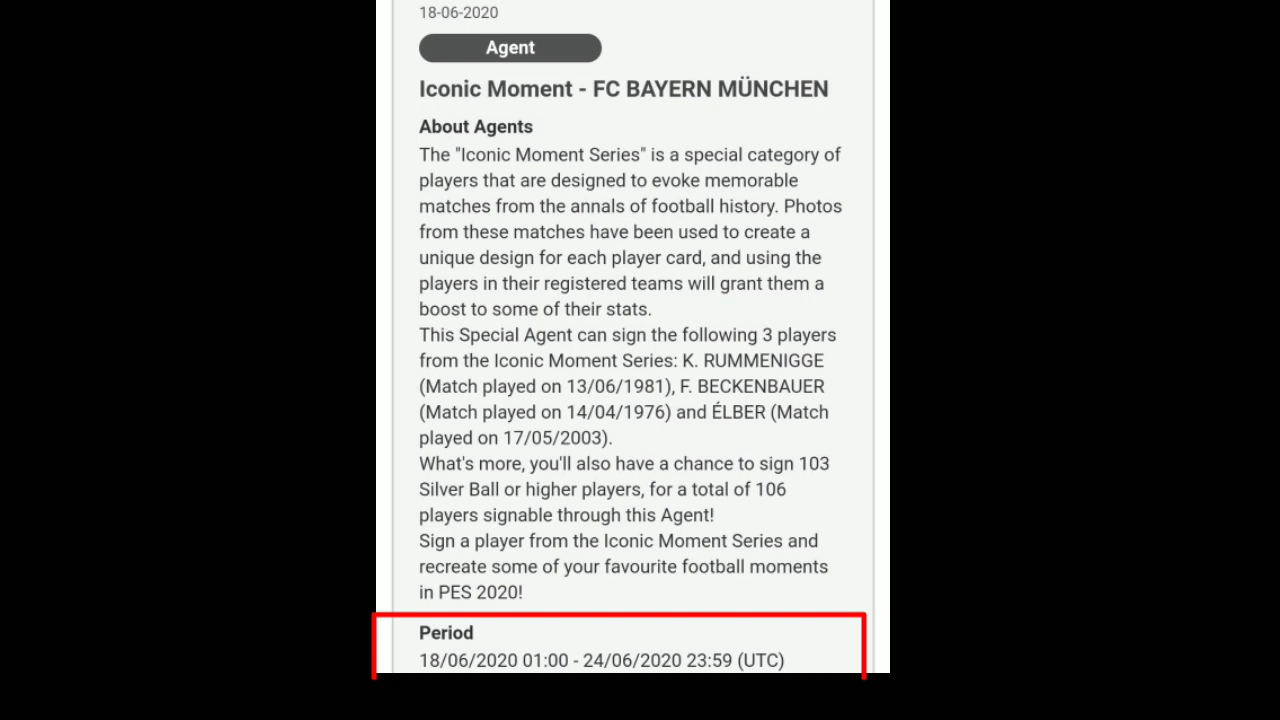 18-06-2020
Agent
Iconic Moment - FC BAYERN MÜNCHEN
About Agents
The "Iconic Moment Series" is a special category of
players that are designed to evoke memorable
matches from the annals of football history. Photos
from these matches have been used to create a
unique design for each player card, and using the
players in their registered teams will grant them a
boost to some of their stats.
This Special Agent can sign the following 3 players
from the Iconic Moment Series: K. RUMMENIGGE
(Match played on 13/06/1981), F. BECKENBAUER
(Match played on 14/04/1976) and ÉLBER (Match
played on 17/05/2003).
What's more, you'll also have a chance to sign 103
Silver Ball or higher players, for a total of 106
players signable through this Agent!
Sign a player from the Iconic Moment Series and
recreate some of your favourite football moments
in PES 2020!
Period
18/06/2020 01:00 - 24/06/2020 23:59 (UTC)